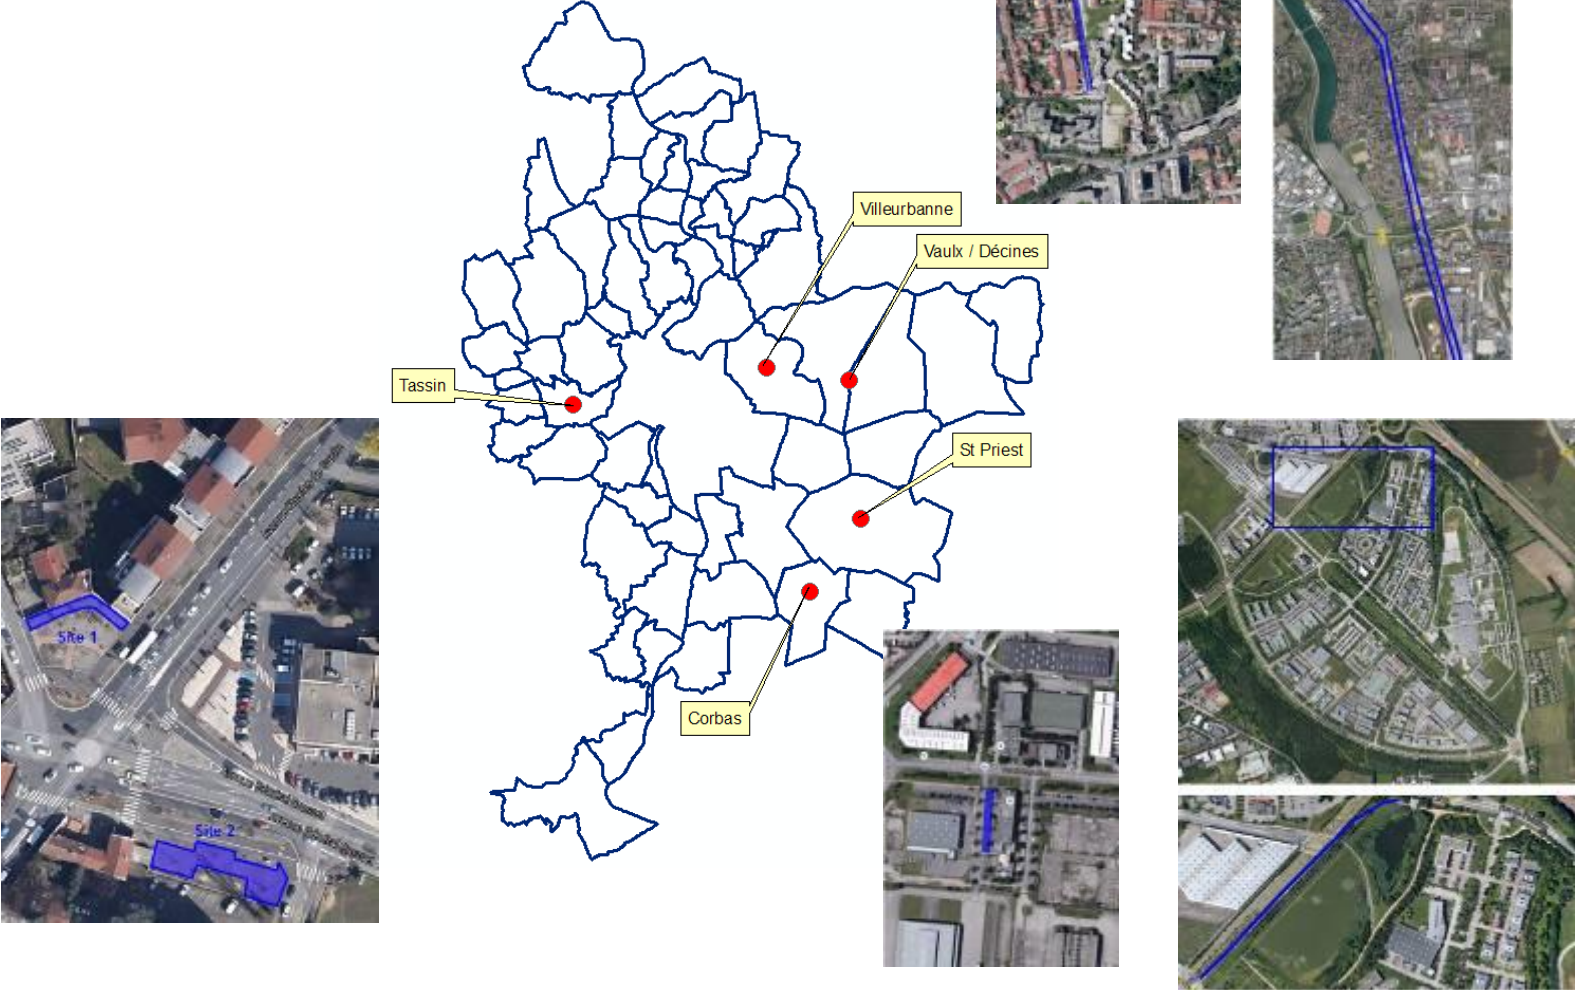 Villeurbanne
Vaulx / Décines
Tassin
St Priest
Site 1
Corbas
Site 2